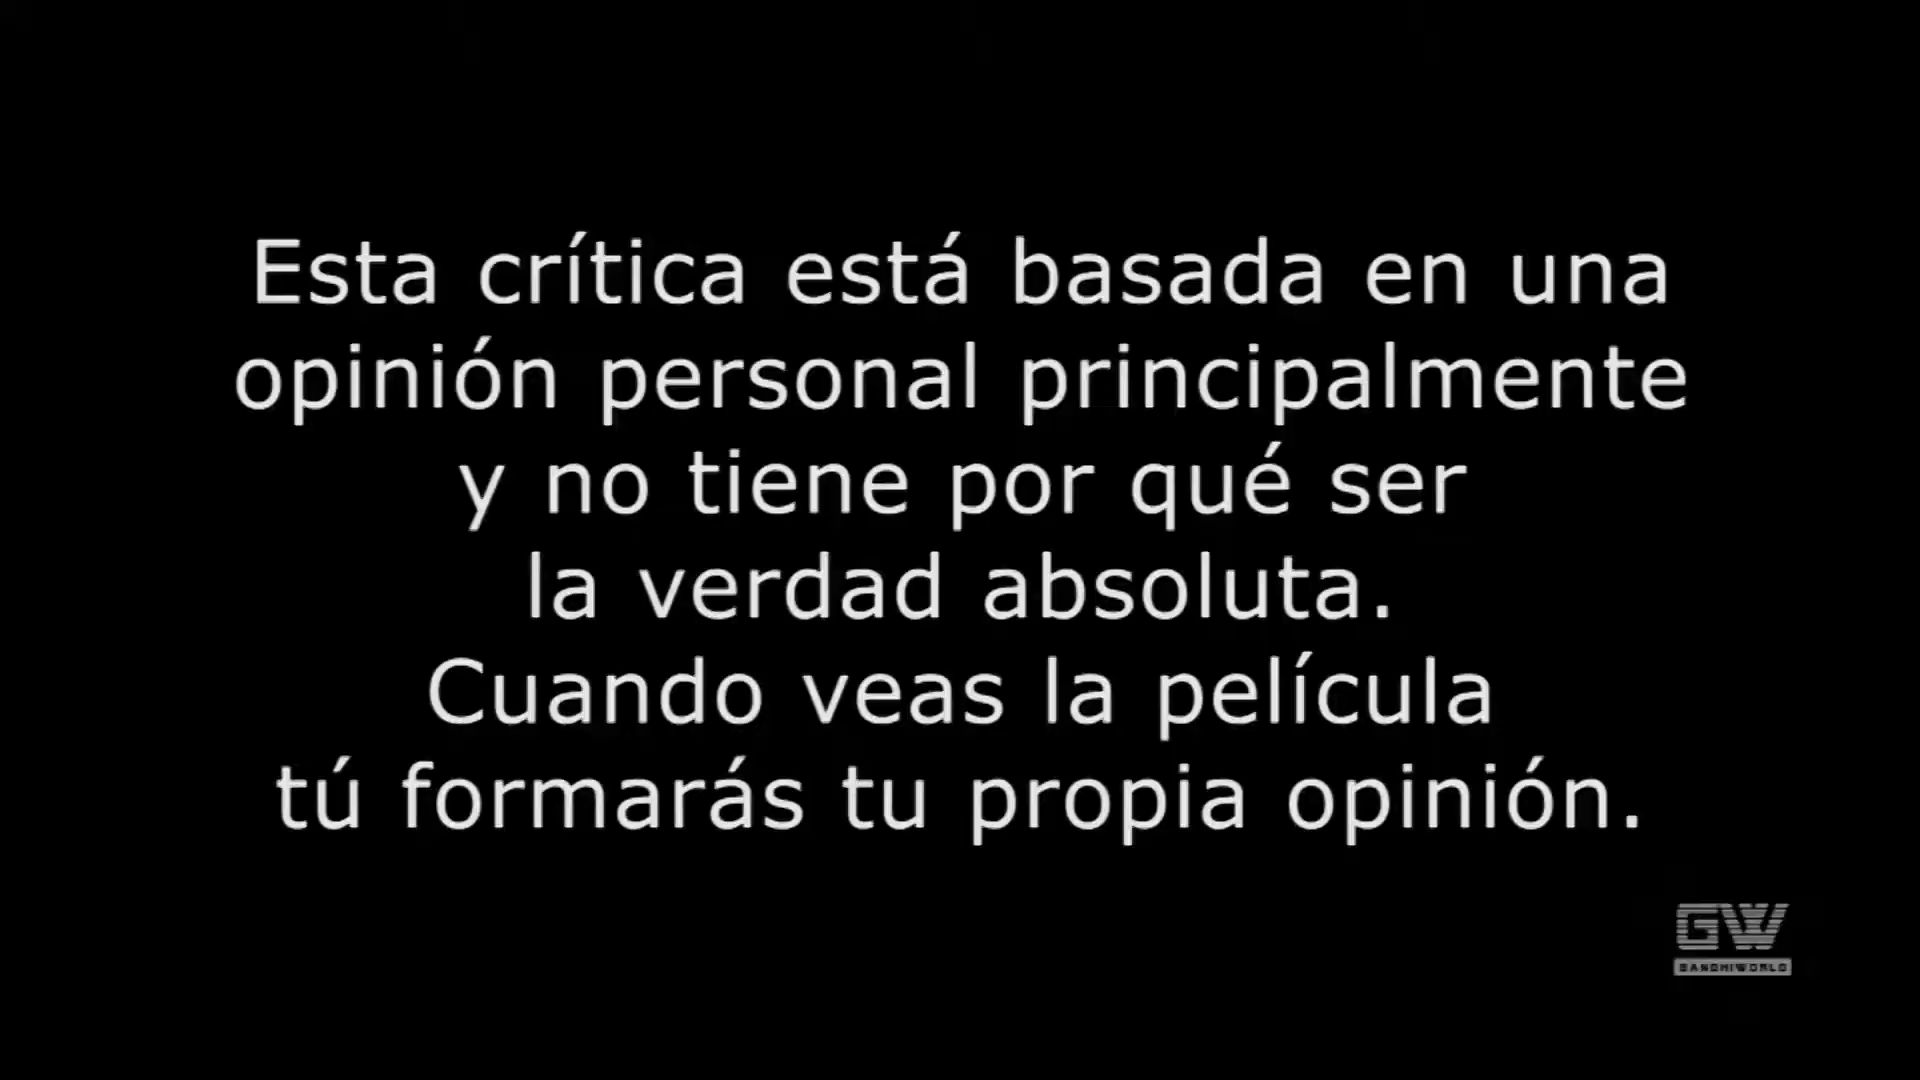 Esta crítica está basada en una
opinión personal principalmente
y no tiene por qué ser
la verdad absoluta.
Cuando veas la película
tú formarás tu propia opinión.
GW
GANDHIWORLD